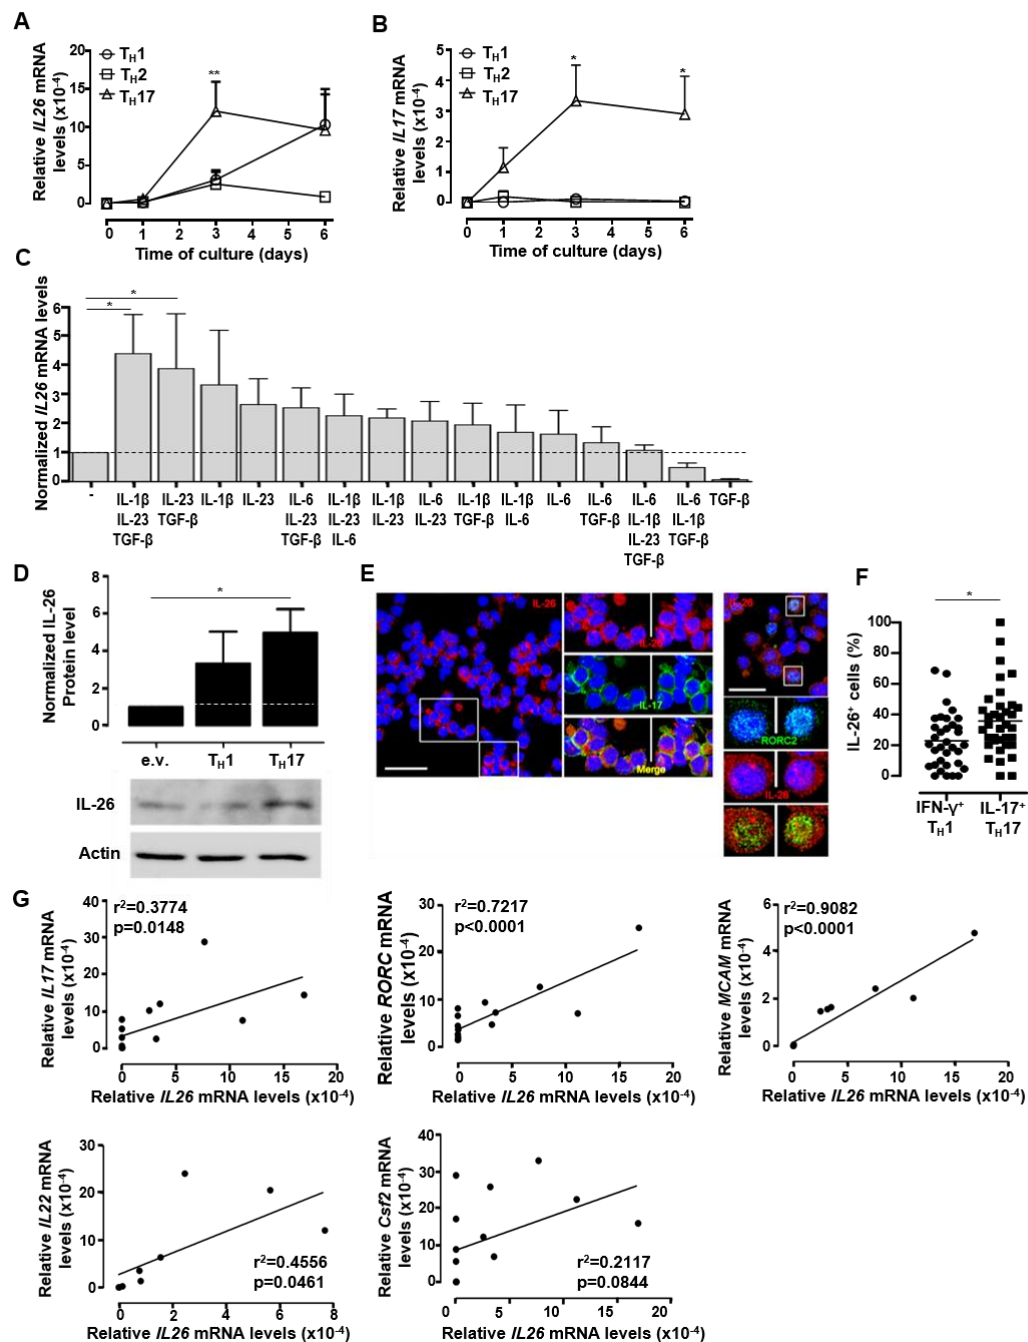 A
Relative IL26 mRNA
levels (x10⁻⁴)
20
15
10
5
0
T_H1
T_H2
T_H17
**
0 1 2 3 4 5 6
Time of culture (days)
B
Relative IL17 mRNA
levels (x10⁻⁴)
5
4
3
2
1
0
T_H1
T_H2
T_H17
*
*
0 1 2 3 4 5 6
Time of culture (days)
C
Normalized IL26 mRNA levels
6
5
4
3
2
1
0
*
*
- IL-1β IL-23 IL-1β IL-23 IL-6 IL-1β IL-1β IL-6 IL-1β IL-1β IL-6 IL-6 IL-6 IL-6 TGF-β
IL-23 TGF-β IL-23 IL-23 IL-23 IL-23 TGF-β IL-6 TGF-β IL-1β IL-1β
TGF-β TGF-β IL-6 IL-23 TGF-β
TGF-β
D
Normalized IL-26
Protein level
8
6
4
2
0
*
e.v. T_H1 T_H17
IL-26
Actin
E
IL-26
IL-26
IL-17
Merge
IL-26
RORC2
IL-26
F
IL-26⁺ cells (%)
100
80
60
40
20
0
*
IFN-γ⁺ IL-17⁺
T_H1 T_H17
G
Relative IL17 mRNA
levels (x10⁻⁴)
40
30
20
10
0
r²=0.3774
p=0.0148
0 5 10 15 20
Relative IL26 mRNA levels (x10⁻⁴)
Relative RORC mRNA
levels (x10⁻⁴)
30
20
10
0
r²=0.7217
p<0.0001
0 5 10 15 20
Relative IL26 mRNA levels (x10⁻⁴)
Relative MCAM mRNA
levels (x10⁻⁴)
6
4
2
0
r²=0.9082
p<0.0001
0 5 10 15 20
Relative IL26 mRNA levels (x10⁻⁴)
Relative IL22 mRNA
levels (x10⁻⁴)
30
20
10
0
r²=0.4556
p=0.0461
0 2 4 6 8
Relative IL26 mRNA levels (x10⁻⁴)
Relative Csf2 mRNA
levels (x10⁻⁴)
40
30
20
10
0
r²=0.2117
p=0.0844
0 5 10 15 20
Relative IL26 mRNA levels (x10⁻⁴)